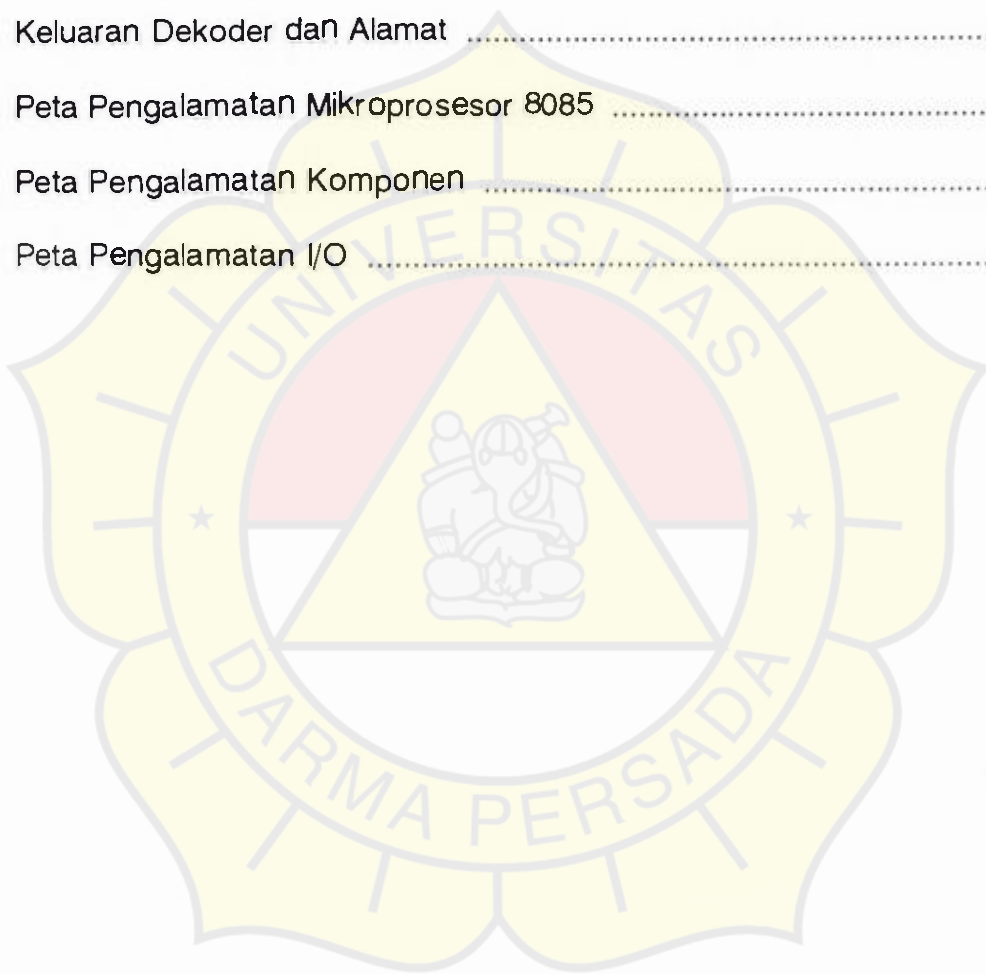 Keluaran Dekoder dan Alamat ........................................................
Peta Pengalamatan Mikroprosesor 8085 ........................................
Peta Pengalamatan Komponen ......................................................
Peta Pengalamatan I/O ...................................................................
UNIVERSITAS
DARMA PERSADA